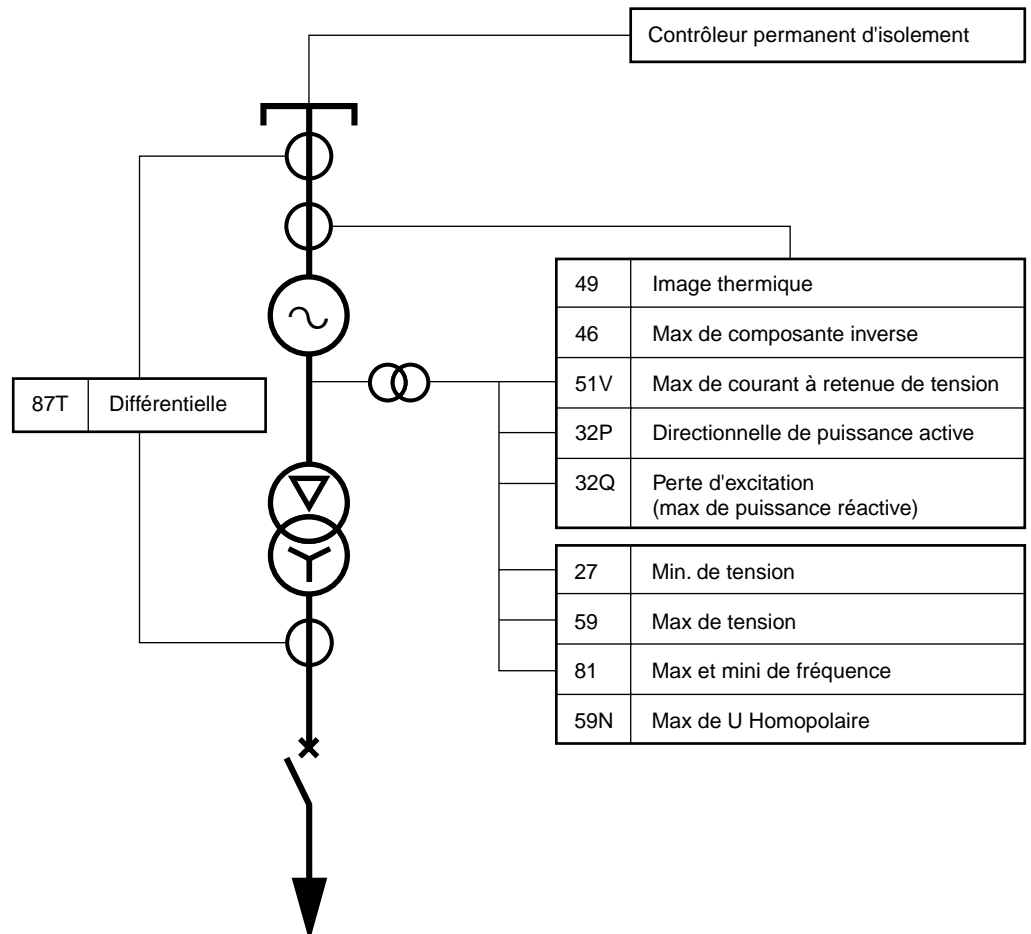 Contrôleur permanent d'isolement
49 Image thermique
46 Max de composante inverse
51V Max de courant à retenue de tension
87T Différentielle
32P Directionnelle de puissance active
32Q Perte d'excitation
(max de puissance réactive)
27 Min. de tension
59 Max de tension
81 Max et mini de fréquence
59N Max de U Homopolaire